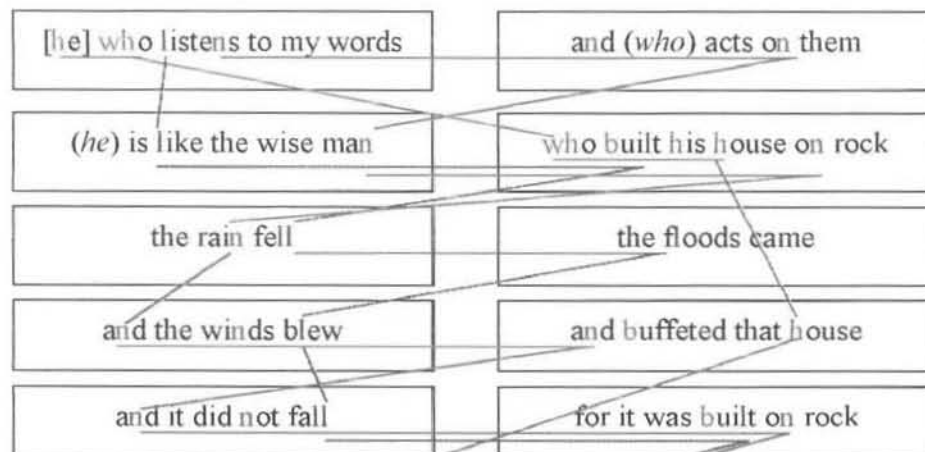 [he] who listens to my words
and (who) acts on them
(he) is like the wise man
who built his house on rock
the rain fell
the floods came
and the winds blew
and buffeted that house
and it did not fall
for it was built on rock